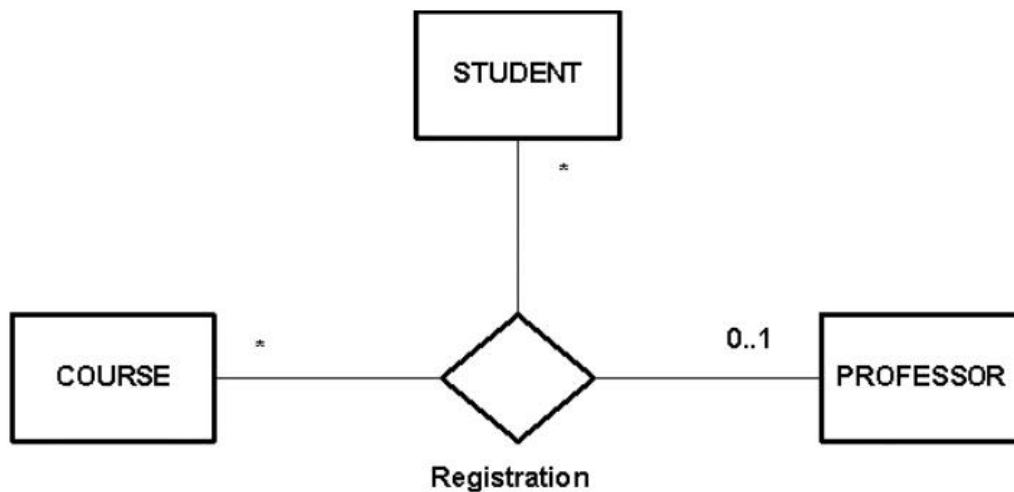 STUDENT
*
*
0..1
COURSE
PROFESSOR
Registration